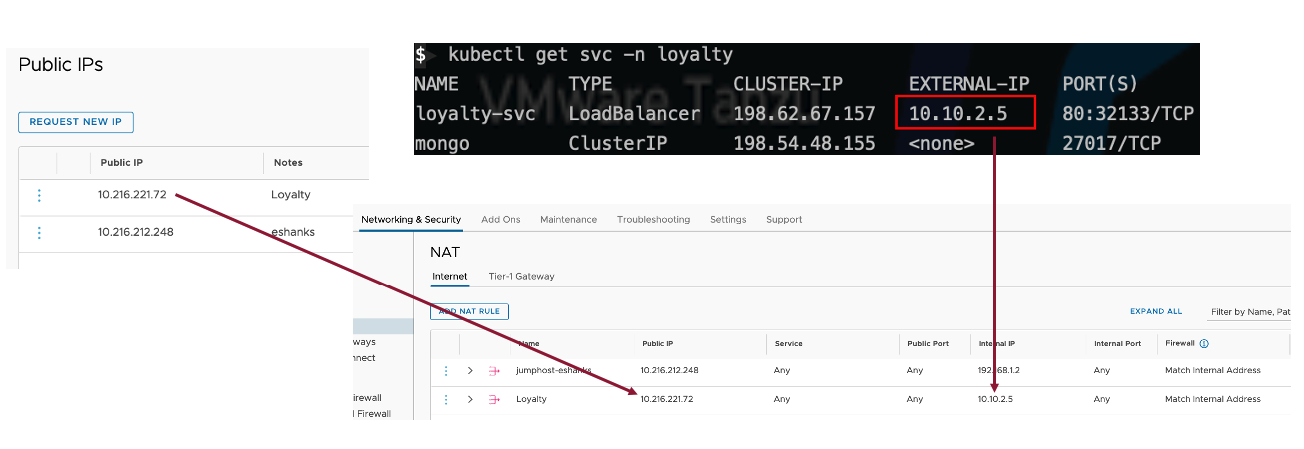 Public IPs
REQUEST NEW IP
Public IP Notes
10.216.221.72 Loyalty
10.216.212.248 eshanks
$ kubectl get svc -n loyalty
NAME TYPE CLUSTER-IP EXTERNAL-IP PORT(S)
loyalty-svc LoadBalancer 198.62.67.157 10.10.2.5 80:32133/TCP
mongo ClusterIP 198.54.48.155 <none> 27017/TCP
VMware Tanzu
Networking & Security Add Ons Maintenance Troubleshooting Settings Support
NAT
Internet Tier-1 Gateway
ADD NAT RULE EXPAND ALL Filter by Name, Pat
Name Public IP Service Public Port Internal IP Internal Port Firewall
jumphost-eshanks 10.216.212.248 Any Any 192.168.1.2 Any Match Internal Address
Loyalty 10.216.221.72 Any Any 10.10.2.5 Any Match Internal Address
ways
nnect
irewall
l Firewall